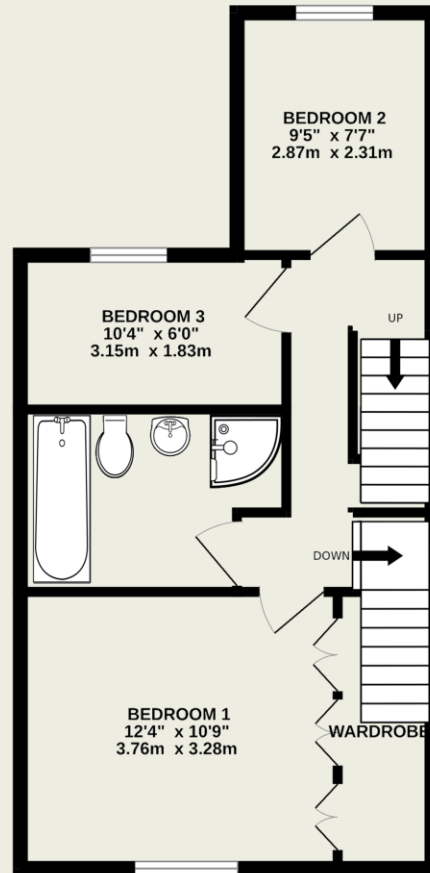 BEDROOM 2
9'5" x 7'7"
2.87m x 2.31m
BEDROOM 3
10'4" x 6'0"
3.15m x 1.83m
UP
DOWN
BEDROOM 1
12'4" x 10'9"
3.76m x 3.28m
WARDROBE